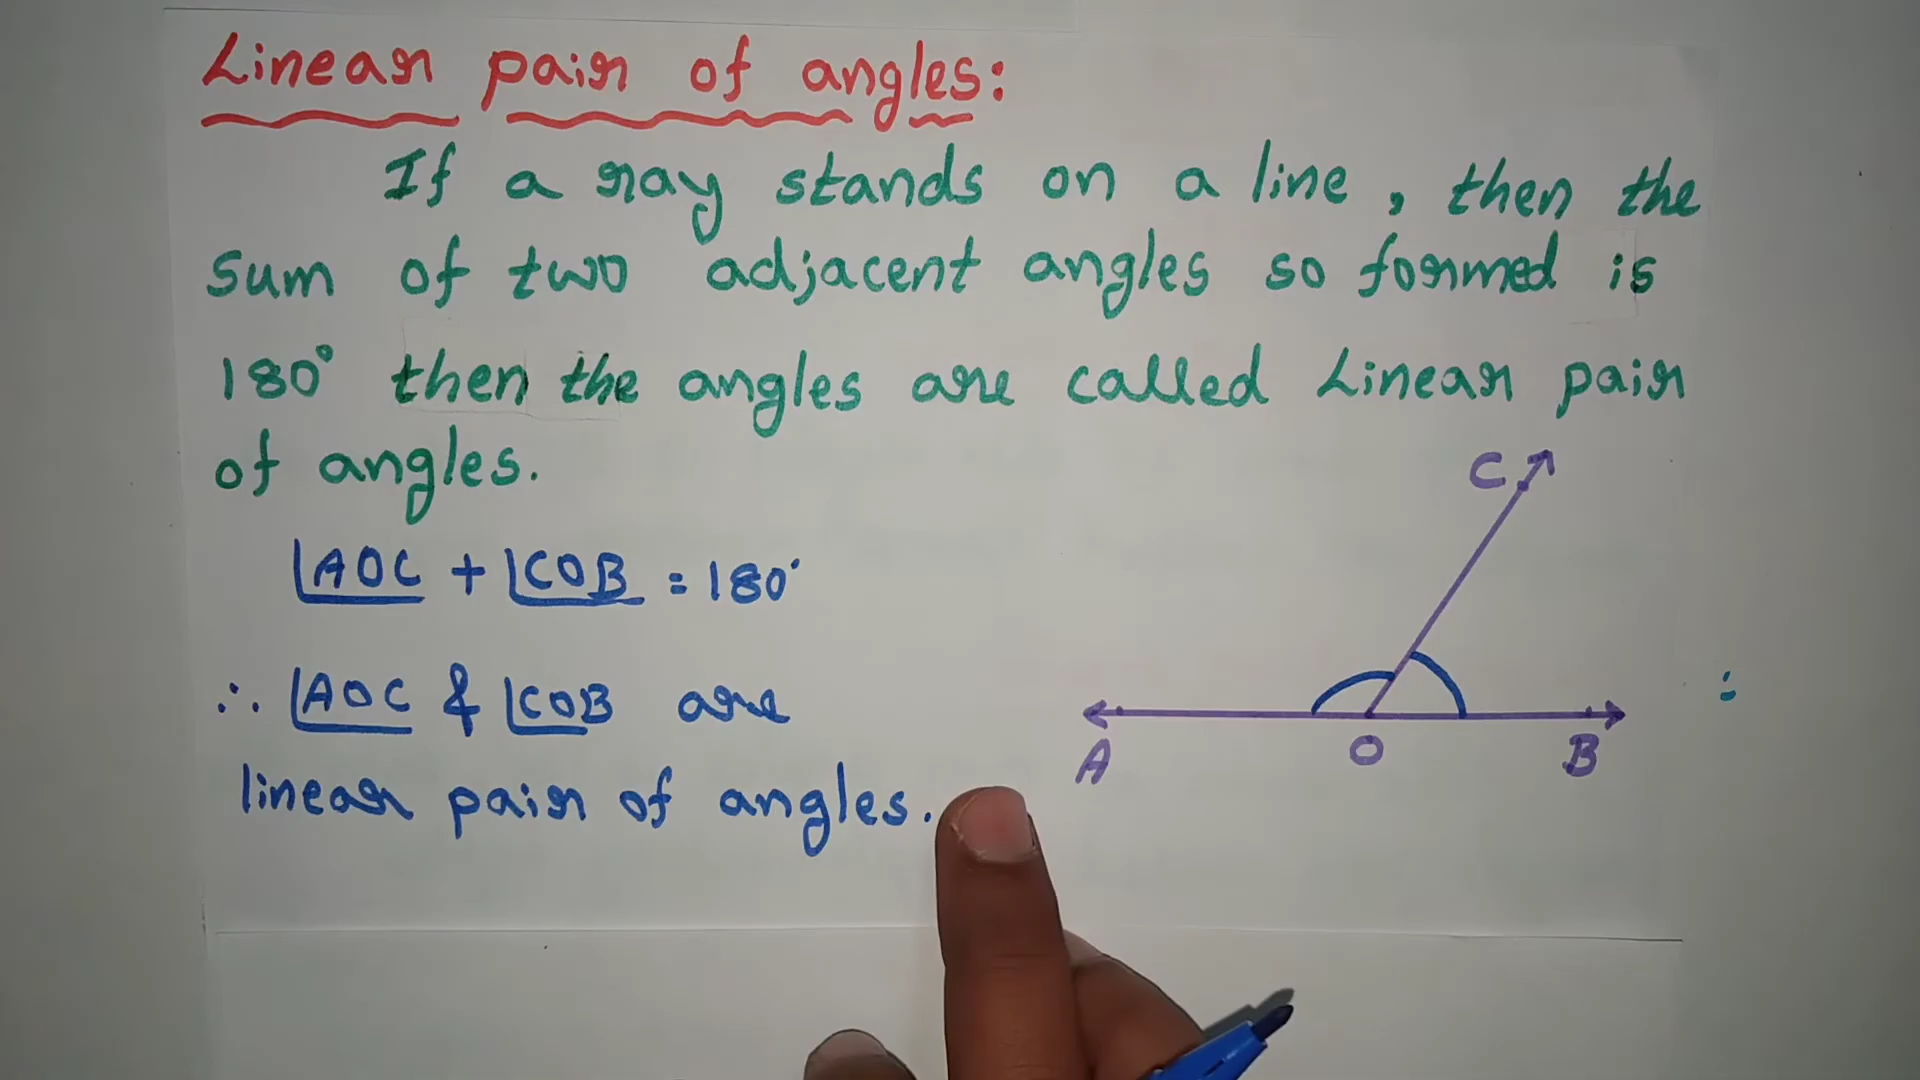 Linear pair of angles:
If a ray stands on a line, then the
sum of two adjacent angles so formed is
180° then the angles are called Linear pair
of angles.
∠AOC + ∠COB = 180°
∴ ∠AOC & ∠COB are
linear pair of angles.
C
A O B
: